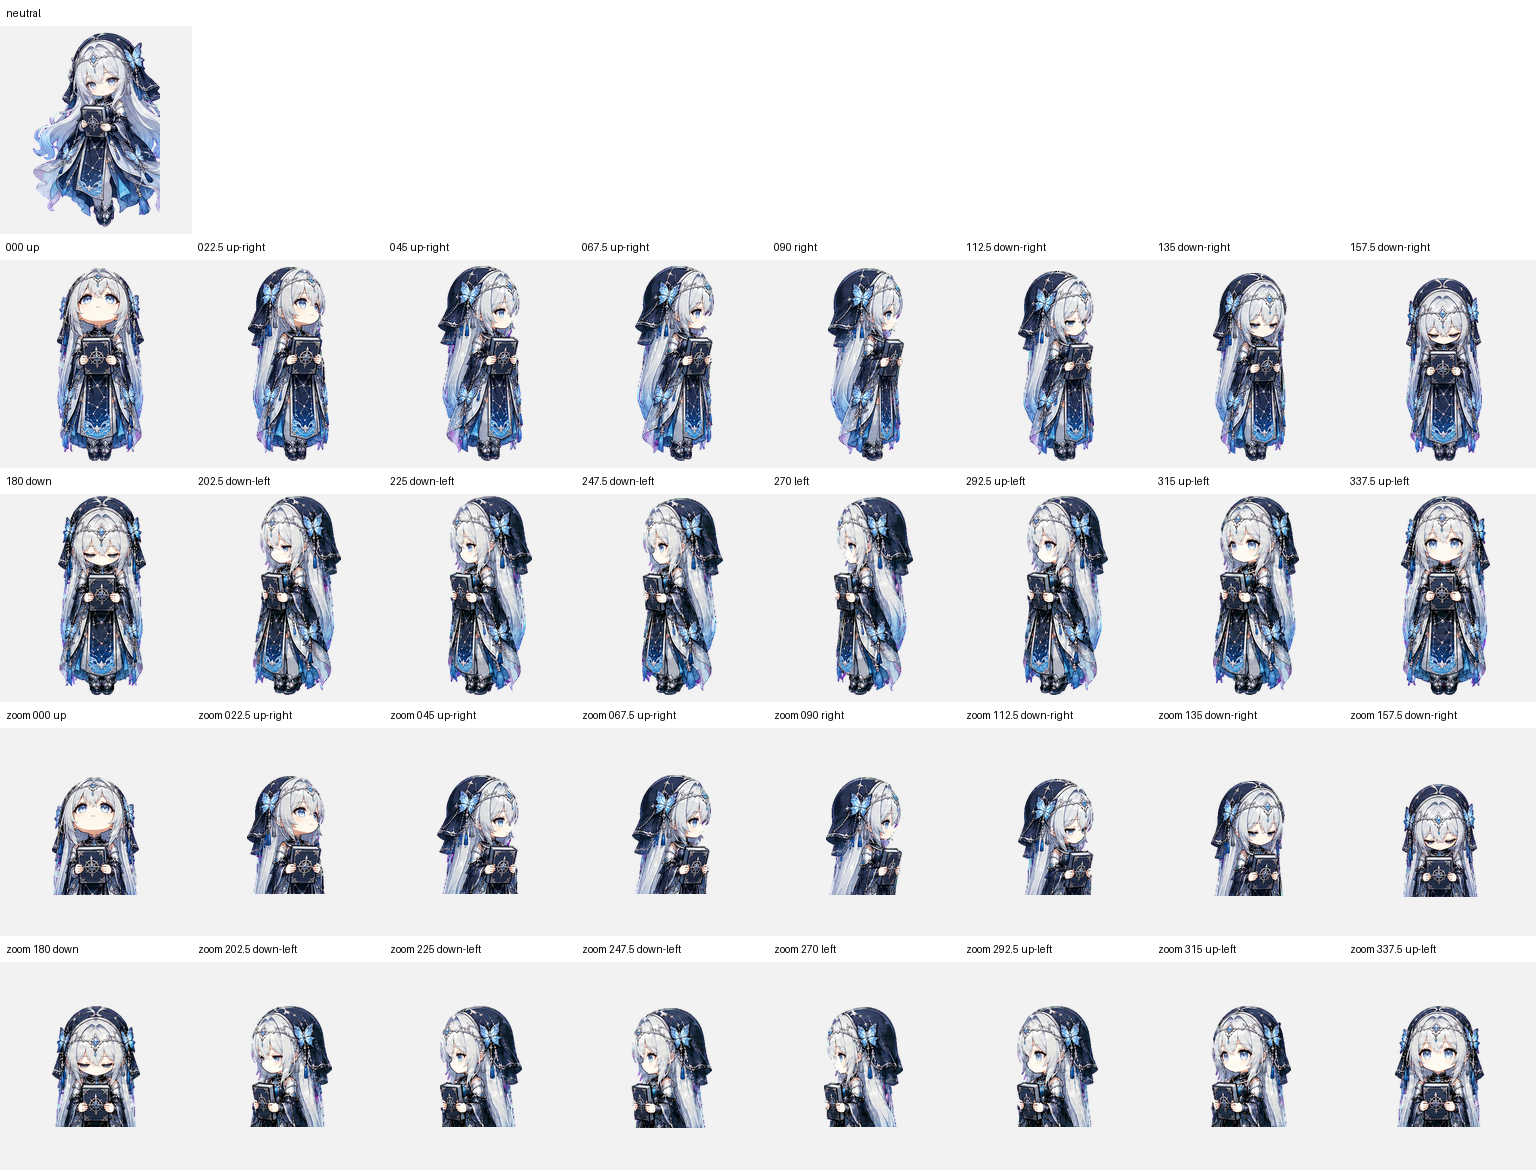 neutral
000 up
022.5 up-right
045 up-right
067.5 up-right
090 right
112.5 down-right
135 down-right
157.5 down-right
180 down
202.5 down-left
225 down-left
247.5 down-left
270 left
292.5 up-left
315 up-left
337.5 up-left
zoom 000 up
zoom 022.5 up-right
zoom 045 up-right
zoom 067.5 up-right
zoom 090 right
zoom 112.5 down-right
zoom 135 down-right
zoom 157.5 down-right
zoom 180 down
zoom 202.5 down-left
zoom 225 down-left
zoom 247.5 down-left
zoom 270 left
zoom 292.5 up-left
zoom 315 up-left
zoom 337.5 up-left